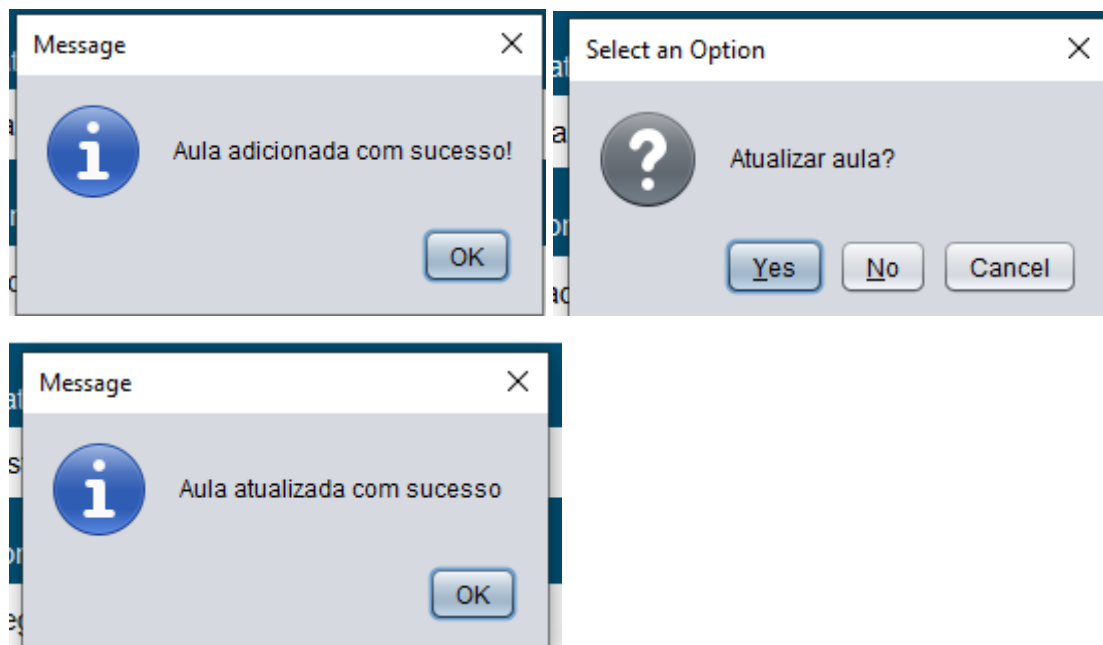 Message
Aula adicionada com sucesso!
OK
Select an Option
Atualizar aula?
Yes No Cancel
Message
Aula atualizada com sucesso
OK